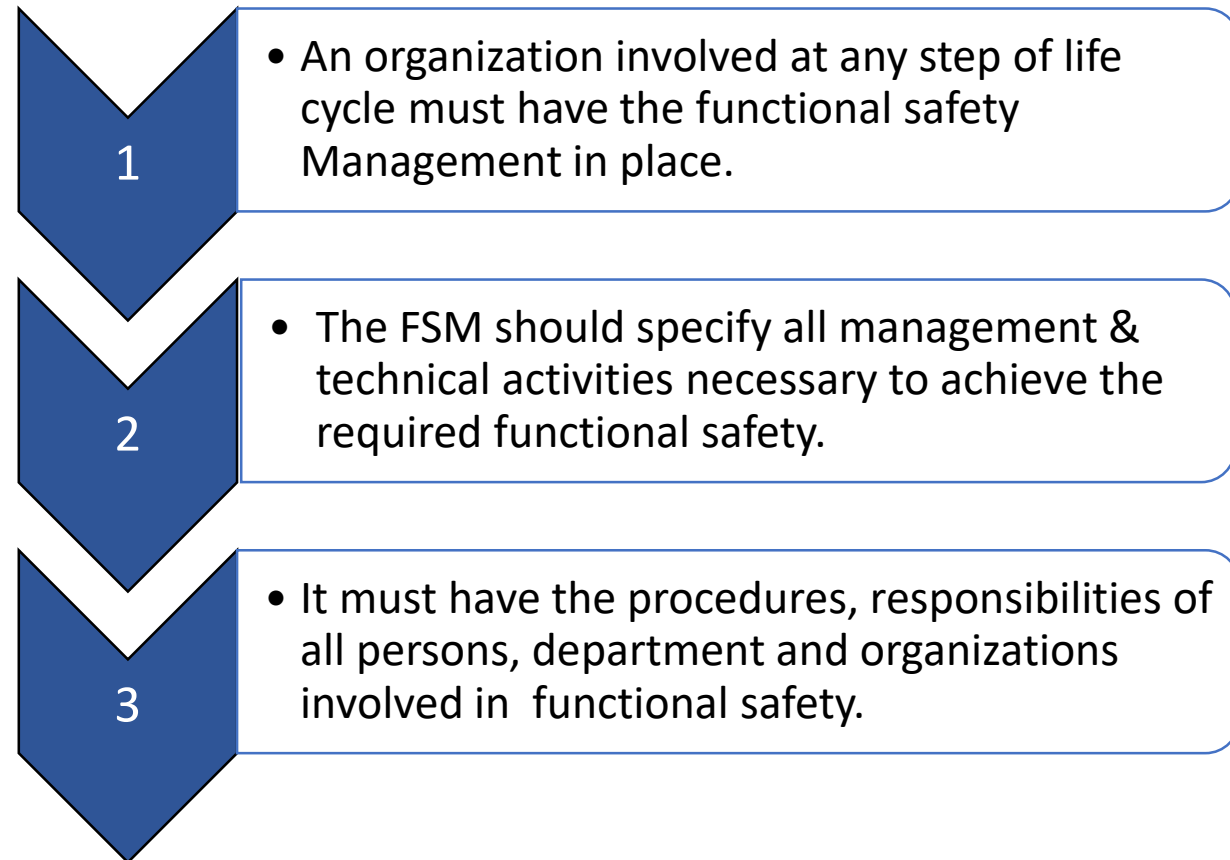 1
• An organization involved at any step of life
cycle must have the functional safety
Management in place.
2
• The FSM should specify all management &
technical activities necessary to achieve the
required functional safety.
3
• It must have the procedures, responsibilities of
all persons, department and organizations
involved in  functional safety.